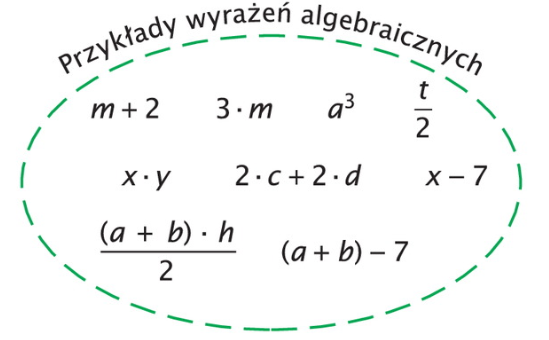 Przykłady wyrażeń algebraicznych
m + 2 3 · m a³ t/2
x · y 2 · c + 2 · d x − 7
(a + b) · h / 2 (a + b) − 7